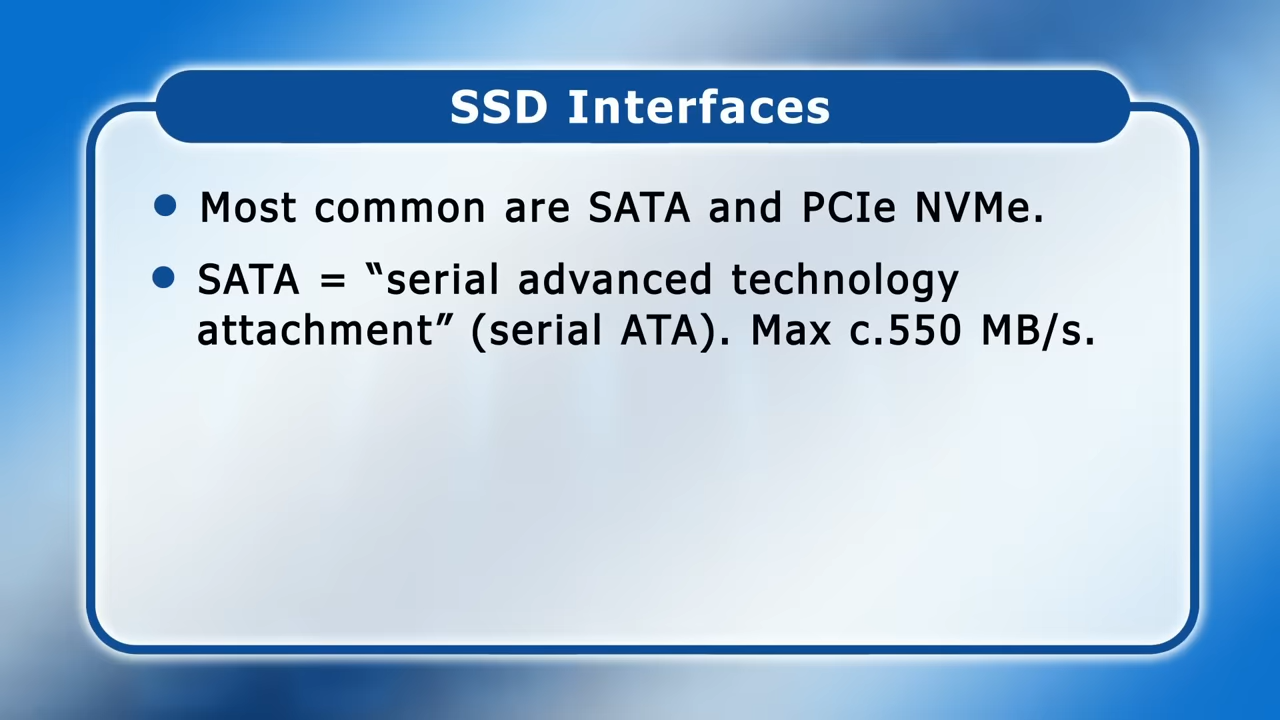 SSD Interfaces
• Most common are SATA and PCIe NVMe.
• SATA = “serial advanced technology
attachment” (serial ATA). Max c.550 MB/s.